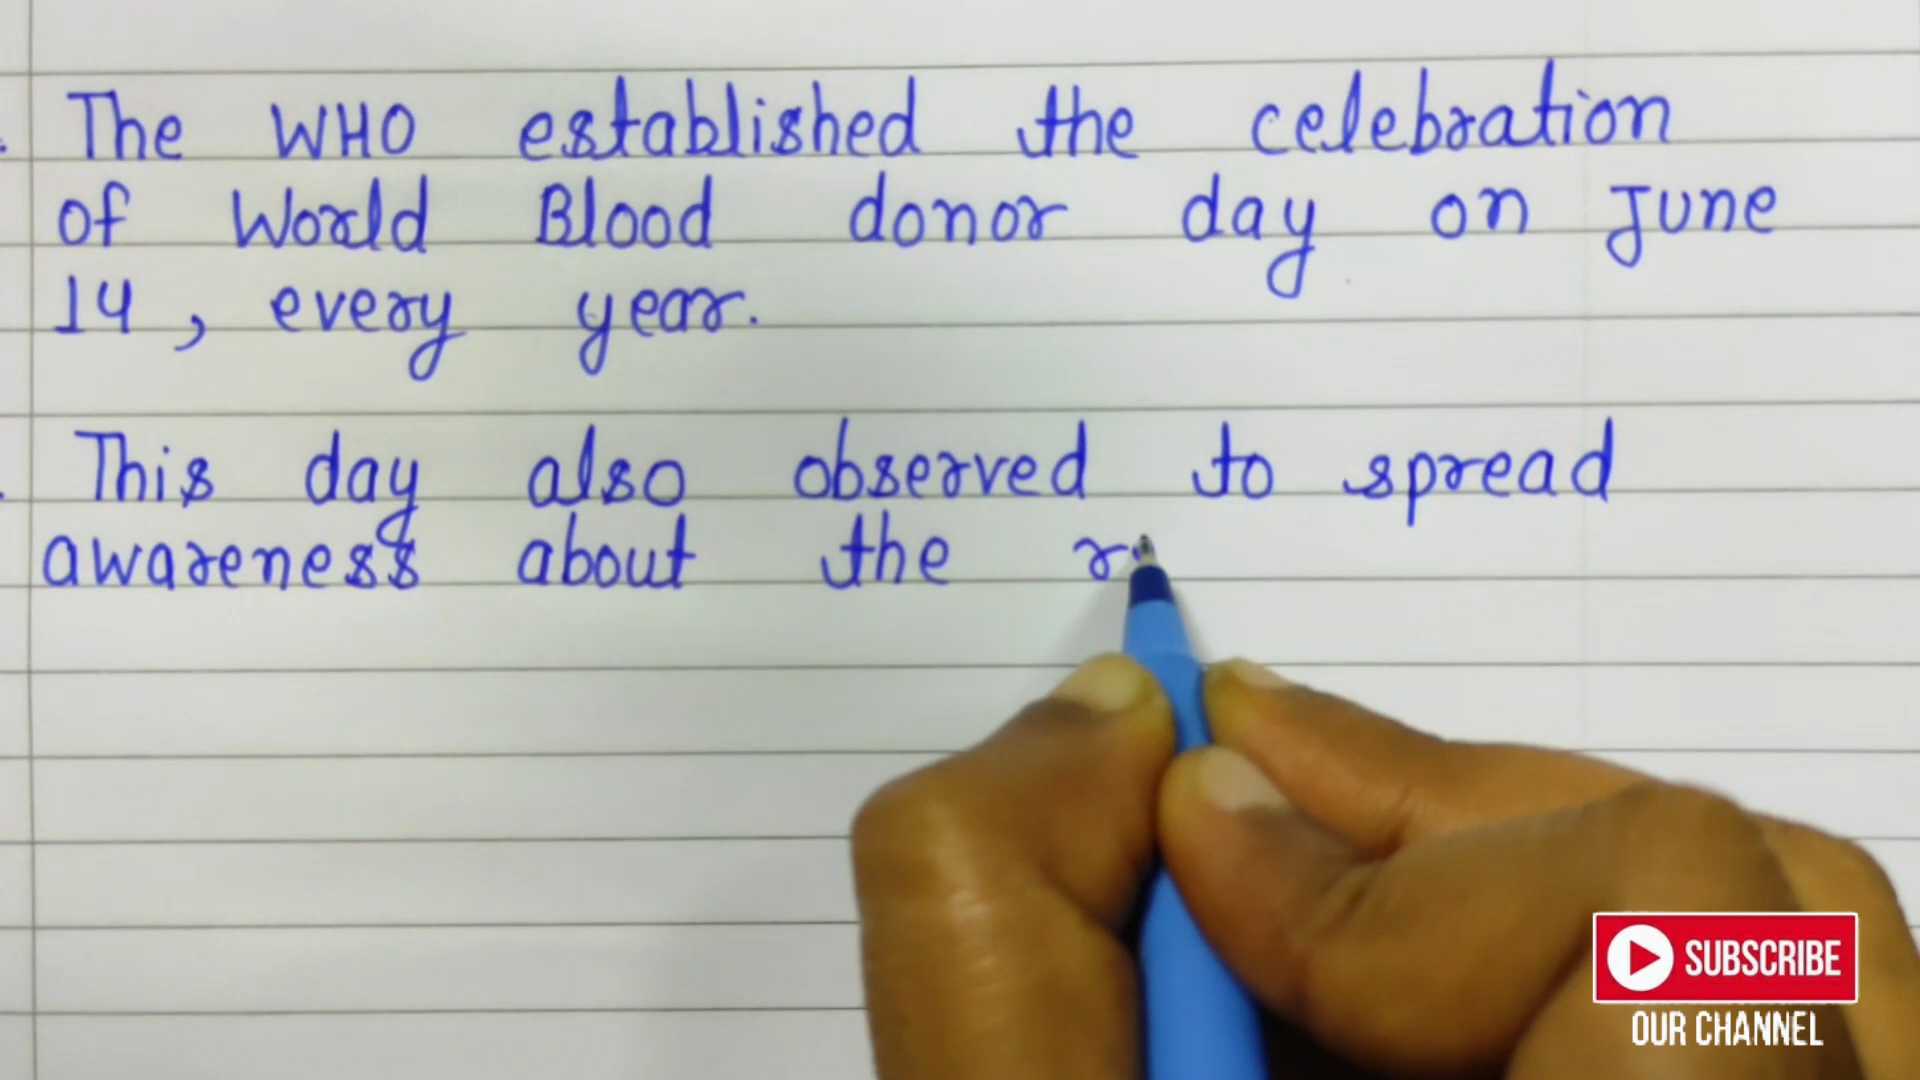 The WHO established the celebration
of World Blood donor day on June
14, every year.
This day also observed to spread
awareness about the
SUBSCRIBE
OUR CHANNEL